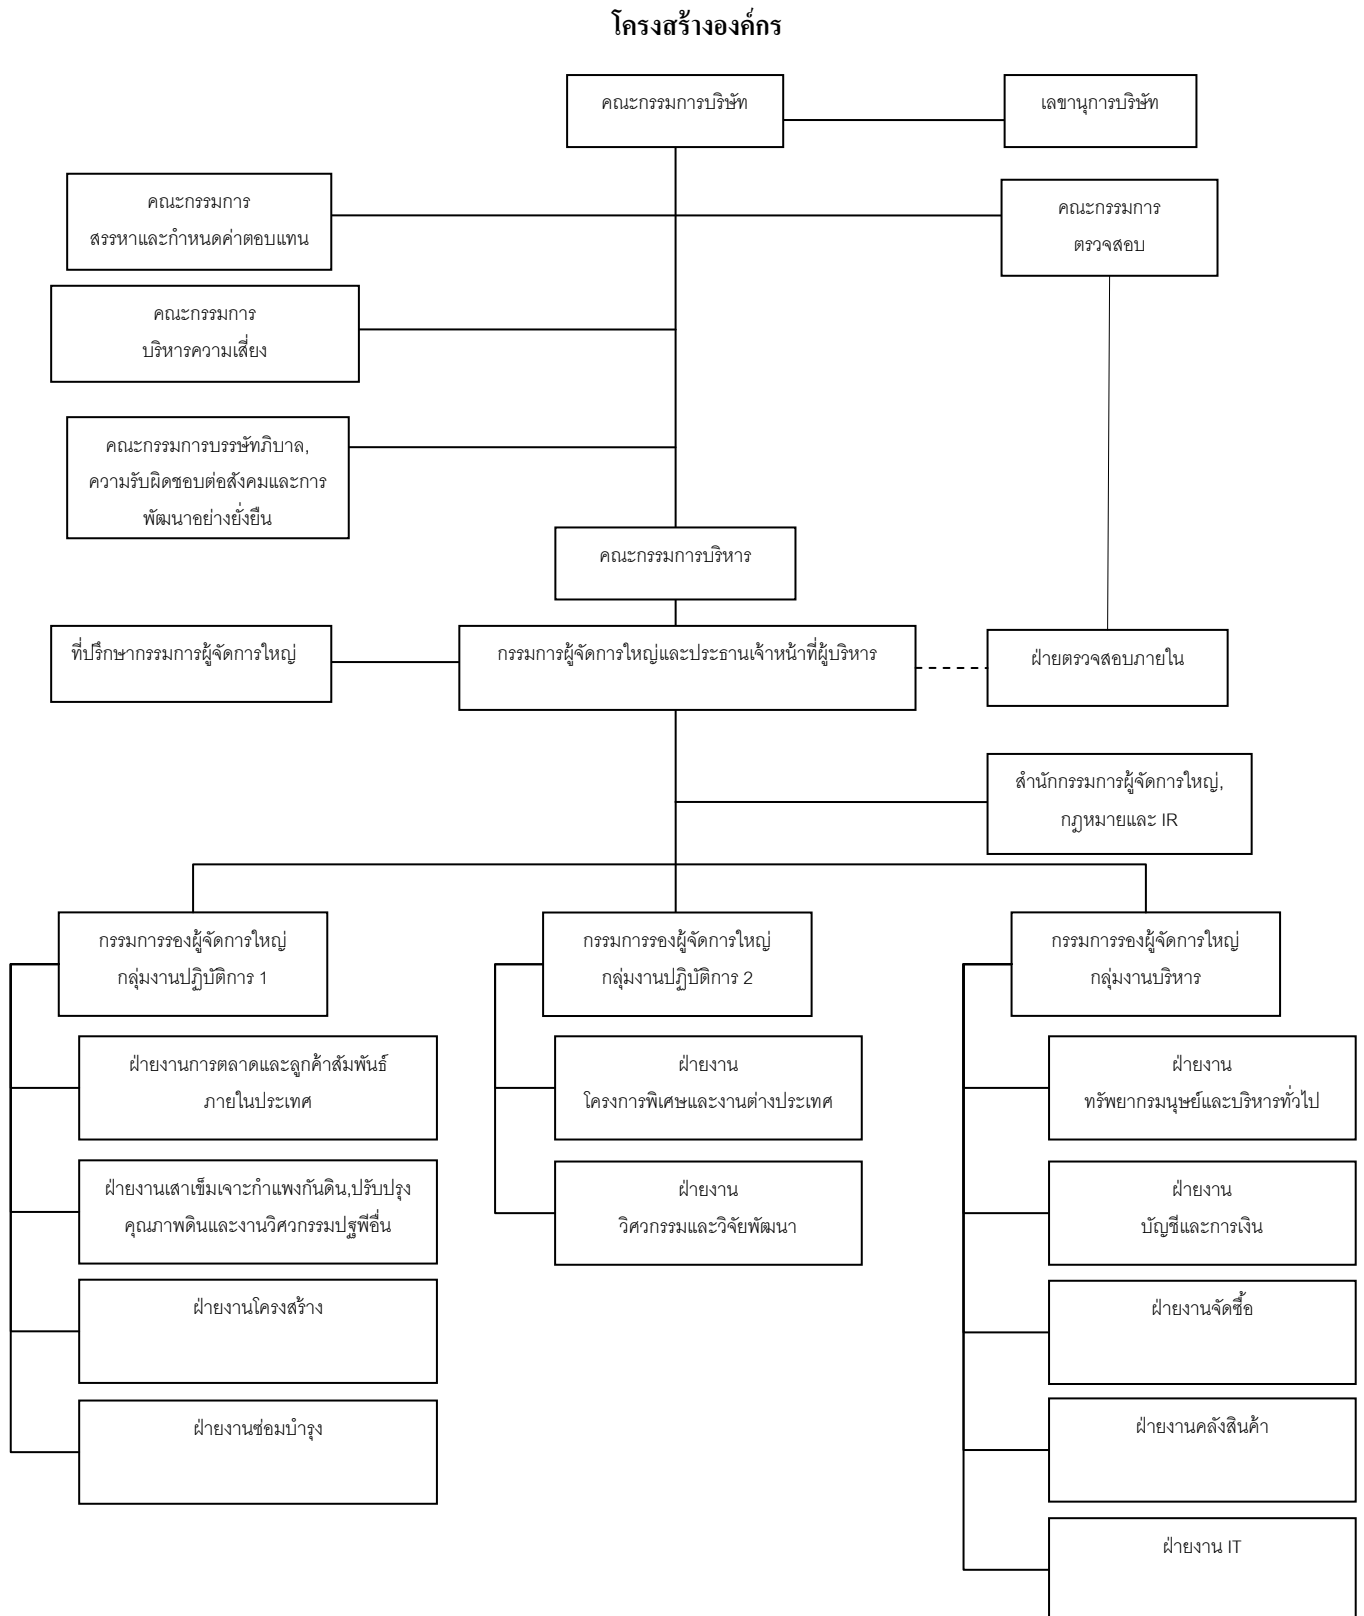 โครงสร้างองค์กร
คณะกรรมการบริษัท
เลขานุการบริษัท
คณะกรรมการ
สรรหาและกำหนดค่าตอบแทน
คณะกรรมการ
ตรวจสอบ
คณะกรรมการ
บริหารความเสี่ยง
คณะกรรมการบรรษัทภิบาล,
ความรับผิดชอบต่อสังคมและการ
พัฒนาอย่างยั่งยืน
คณะกรรมการบริหาร
ที่ปรึกษากรรมการผู้จัดการใหญ่
กรรมการผู้จัดการใหญ่และประธานเจ้าหน้าที่ผู้บริหาร
ฝ่ายตรวจสอบภายใน
สำนักกรรมการผู้จัดการใหญ่,
กฎหมายและ IR
กรรมการรองผู้จัดการใหญ่
กลุ่มงานปฏิบัติการ 1
ฝ่ายงานการตลาดและลูกค้าสัมพันธ์
ภายในประเทศ
ฝ่ายงานเสาเข็มเจาะกำแพงกันดิน,ปรับปรุง
คุณภาพดินและงานวิศวกรรมปฐพีอื่น
ฝ่ายงานโครงสร้าง
ฝ่ายงานซ่อมบำรุง
กรรมการรองผู้จัดการใหญ่
กลุ่มงานปฏิบัติการ 2
ฝ่ายงาน
โครงการพิเศษและงานต่างประเทศ
ฝ่ายงาน
วิศวกรรมและวิจัยพัฒนา
กรรมการรองผู้จัดการใหญ่
กลุ่มงานบริหาร
ฝ่ายงาน
ทรัพยากรมนุษย์และบริหารทั่วไป
ฝ่ายงาน
บัญชีและการเงิน
ฝ่ายงานจัดซื้อ
ฝ่ายงานคลังสินค้า
ฝ่ายงาน IT